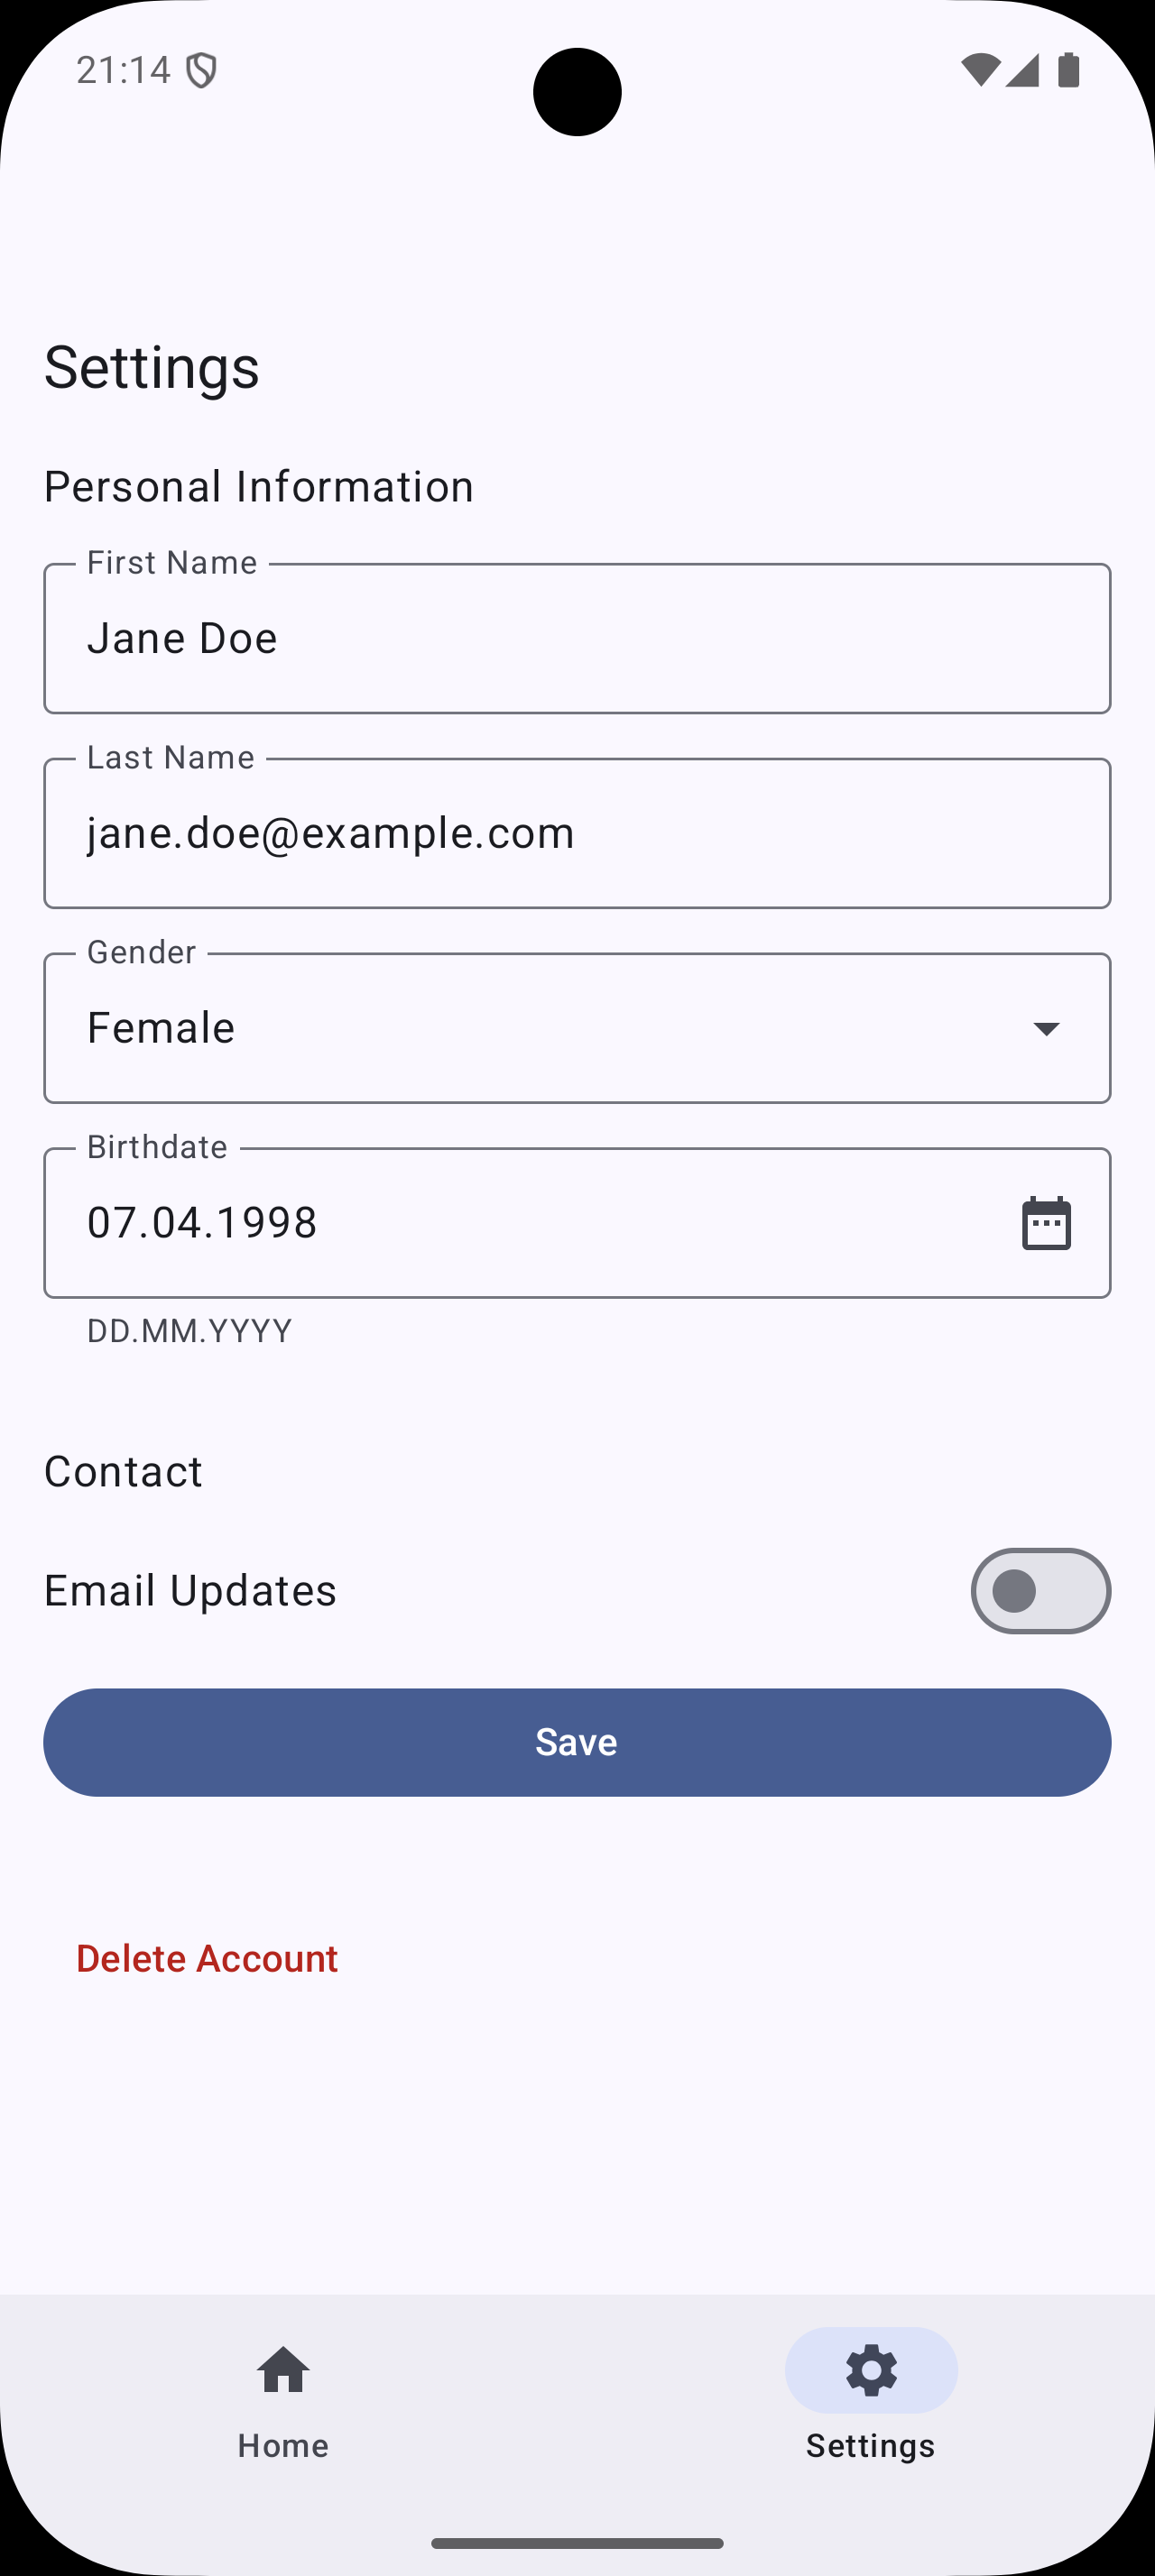 21:14
Settings
Personal Information
First Name
Jane Doe
Last Name
jane.doe@example.com
Gender
Female
Birthdate
07.04.1998
DD.MM.YYYY
Contact
Email Updates
Save
Delete Account
Home
Settings